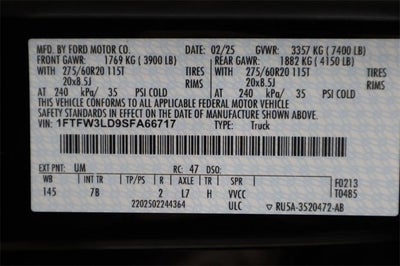 MFD. BY FORD MOTOR CO. DATE: 02/25 GVWR: 3357 KG (7400 LB)
FRONT GAWR: 1769 KG (3900 LB) REAR GAWR: 1882 KG (4150 LB)
WITH 275/60R20 115T TIRES WITH 275/60R20 115T TIRES
20x8.5J RIMS 20x8.5J RIMS
AT 240 kPa/ 35 PSI COLD AT 240 kPa/ 35 PSI COLD
THIS VEHICLE CONFORMS TO ALL APPLICABLE FEDERAL MOTOR VEHICLE SAFETY
STANDARDS IN EFFECT ON THE DATE OF MANUFACTURE SHOWN ABOVE.
VIN: 1FTFW3LD9SFA66717 TYPE: Truck
EXT PNT: UM RC: 47 DSO:
WB INT TR TP/PS R AXLE TR SPR F0213
145 7B 2 L7 H VVCC T0485
2202502244364 ULC RU5A-3520472-AB